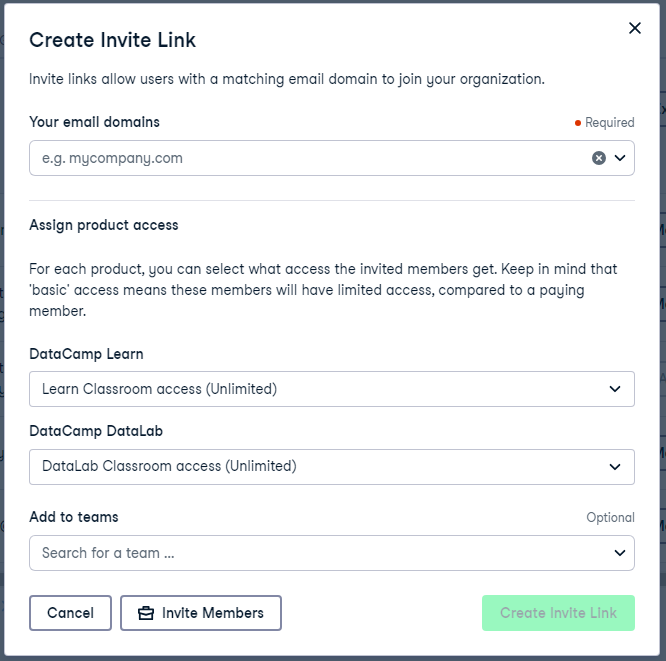 Create Invite Link
Invite links allow users with a matching email domain to join your organization.
Your email domains
Required
e.g. mycompany.com
Assign product access
For each product, you can select what access the invited members get. Keep in mind that
'basic' access means these members will have limited access, compared to a paying
member.
DataCamp Learn
Learn Classroom access (Unlimited)
DataCamp DataLab
DataLab Classroom access (Unlimited)
Add to teams
Optional
Search for a team ...
Cancel
Invite Members
Create Invite Link